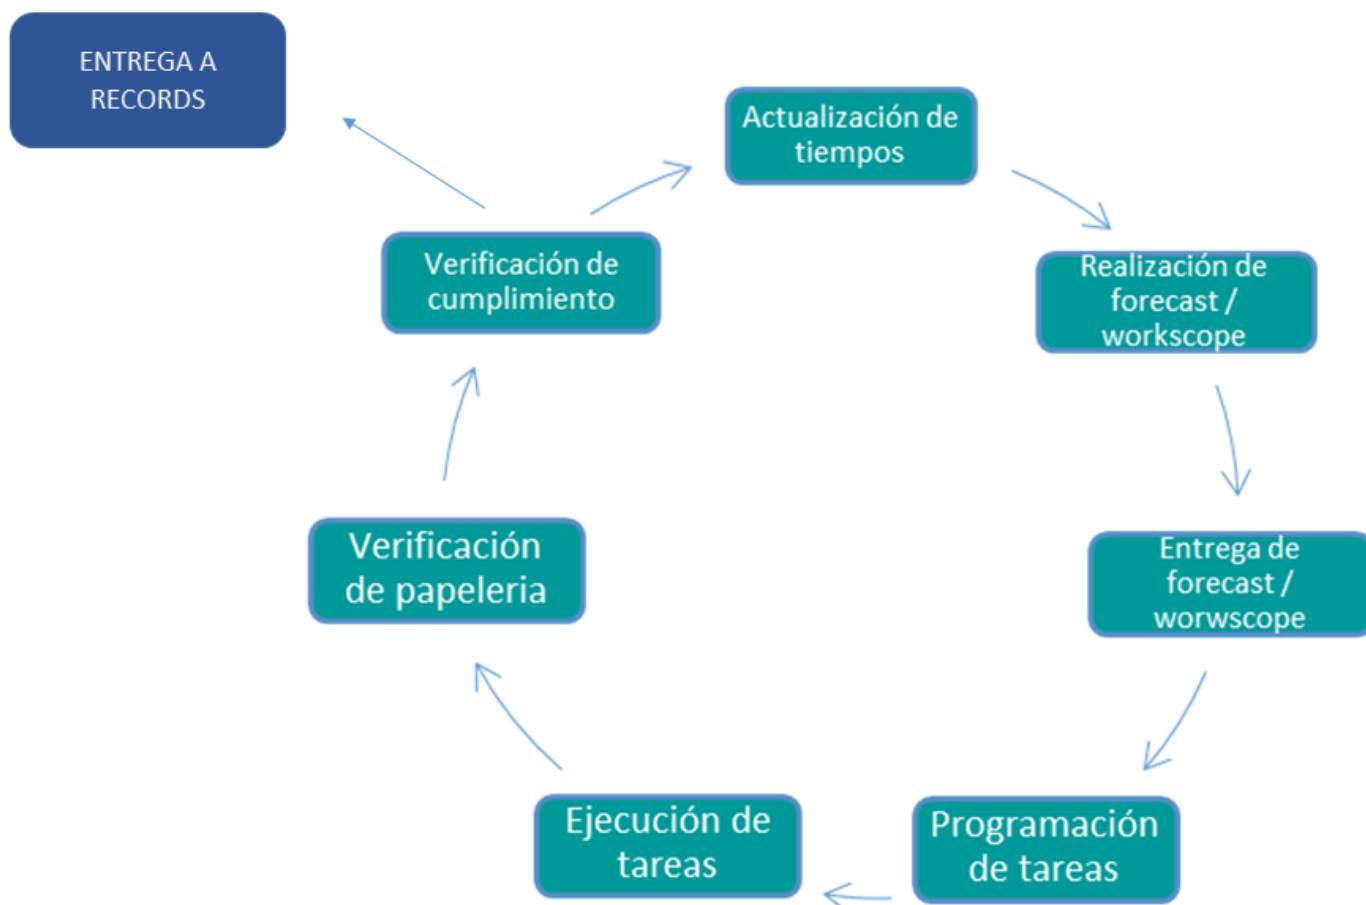 ENTREGA A
RECORDS
Actualización de
tiempos
Realización de
forecast /
workscope
Entrega de
forecast /
worwscope
Programación
de tareas
Ejecución de
tareas
Verificación
de papeleria
Verificación de
cumplimiento